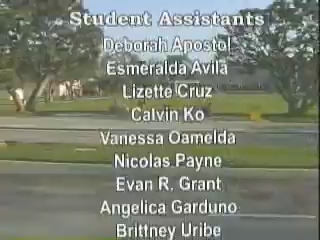 Student Assistants
Deborah Apostol
Esmeralda Avila
Lizette Cruz
Calvin Ko
Vanessa Oamelda
Nicolas Payne
Evan R. Grant
Angelica Garduno
Brittney Uribe